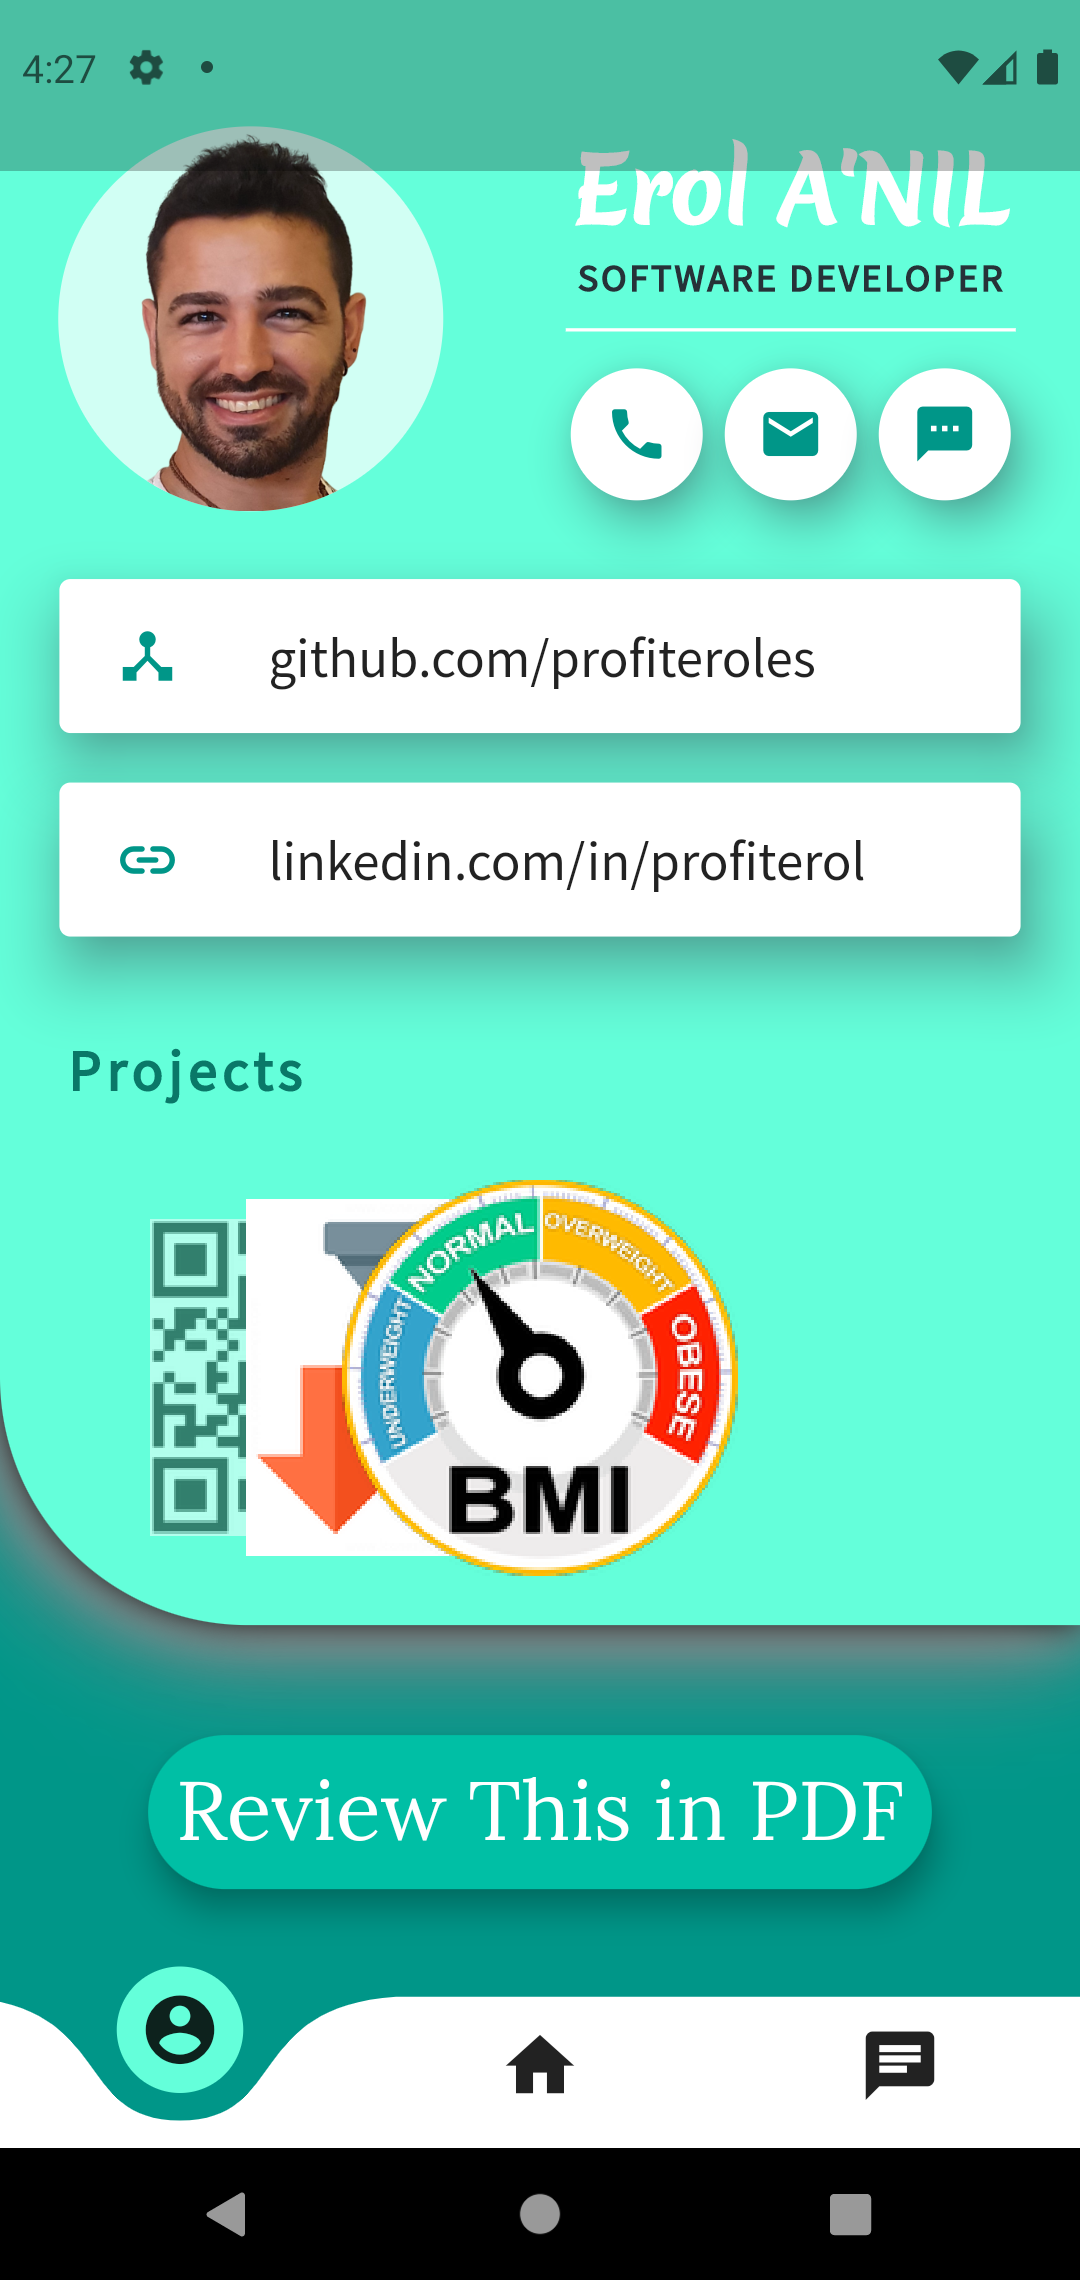 4:27
Erol A'NIL
SOFTWARE DEVELOPER
github.com/profiteroles
linkedin.com/in/profiterol
Projects
UNDERWEIGHT
NORMAL
OVERWEIGHT
OBESE
BMI
Review This in PDF